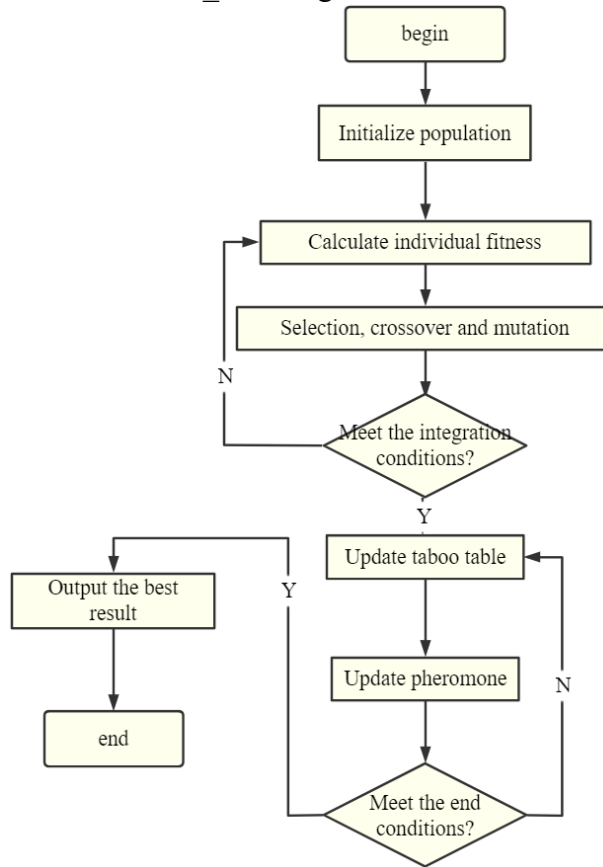 begin
Initialize population
Calculate individual fitness
Selection, crossover and mutation
N
Meet the integration
conditions?
Y
Update taboo table
Output the best
result
Y
Update pheromone
N
end
Meet the end
conditions?